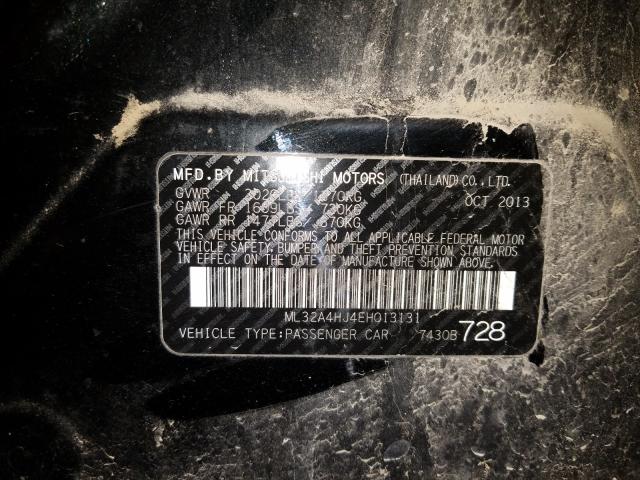 MFD. BY MITSUBISHI MOTORS (THAILAND) CO., LTD.
GVWR OCT 2013
GAWR FR 720KG
GAWR RR 670KG
THIS VEHICLE CONFORMS TO ALL APPLICABLE FEDERAL MOTOR
VEHICLE SAFETY, BUMPER, AND THEFT PREVENTION STANDARDS
IN EFFECT ON THE DATE OF MANUFACTURE SHOWN ABOVE.
ML32A4HJ4EH013131
VEHICLE TYPE:PASSENGER CAR 7430B 728